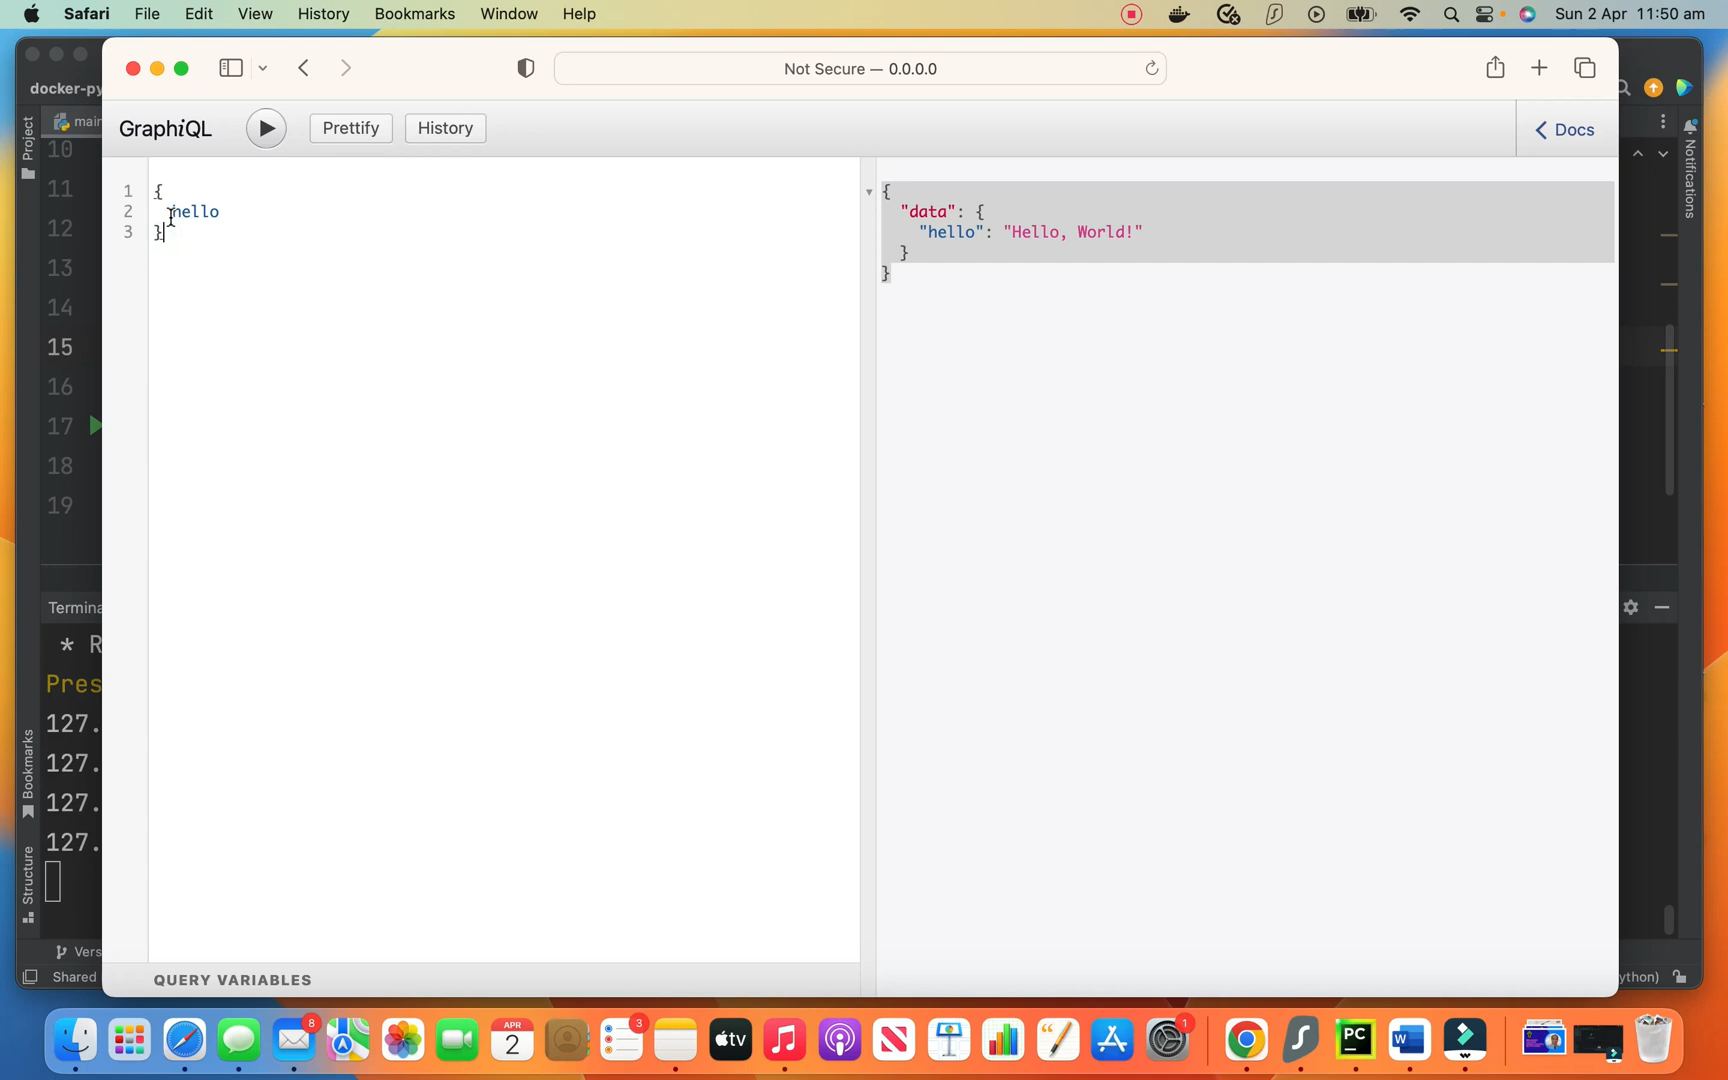 Safari File Edit View History Bookmarks Window Help Sun 2 Apr 11:50 am
docker-py
Not Secure — 0.0.0.0
GraphiQL Prettify History Docs
main
Project
Notifications
10
11
12
13
14
15
16
17
18
19
1 {
2 hello
3 }
{
"data": {
"hello": "Hello, World!"
}
}
Termina
* R
Pres
127.
127.
127.
127.
Bookmarks
Structure
Vers
Shared
ython)
QUERY VARIABLES
8
APR
2
3
tv
1
PC
W